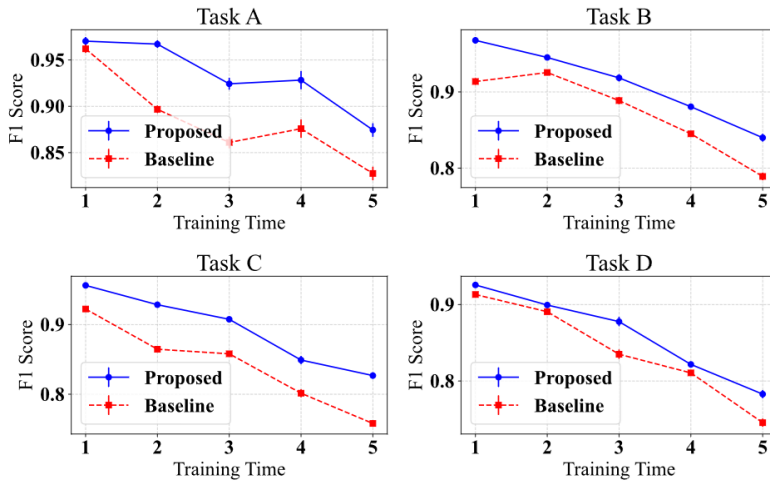 Task A
F1 Score
0.95
0.90
0.85
Proposed
Baseline
1 2 3 4 5
Training Time
Task B
F1 Score
0.9
0.8
Proposed
Baseline
1 2 3 4 5
Training Time
Task C
F1 Score
0.9
0.8
Proposed
Baseline
1 2 3 4 5
Training Time
Task D
F1 Score
0.9
0.8
Proposed
Baseline
1 2 3 4 5
Training Time